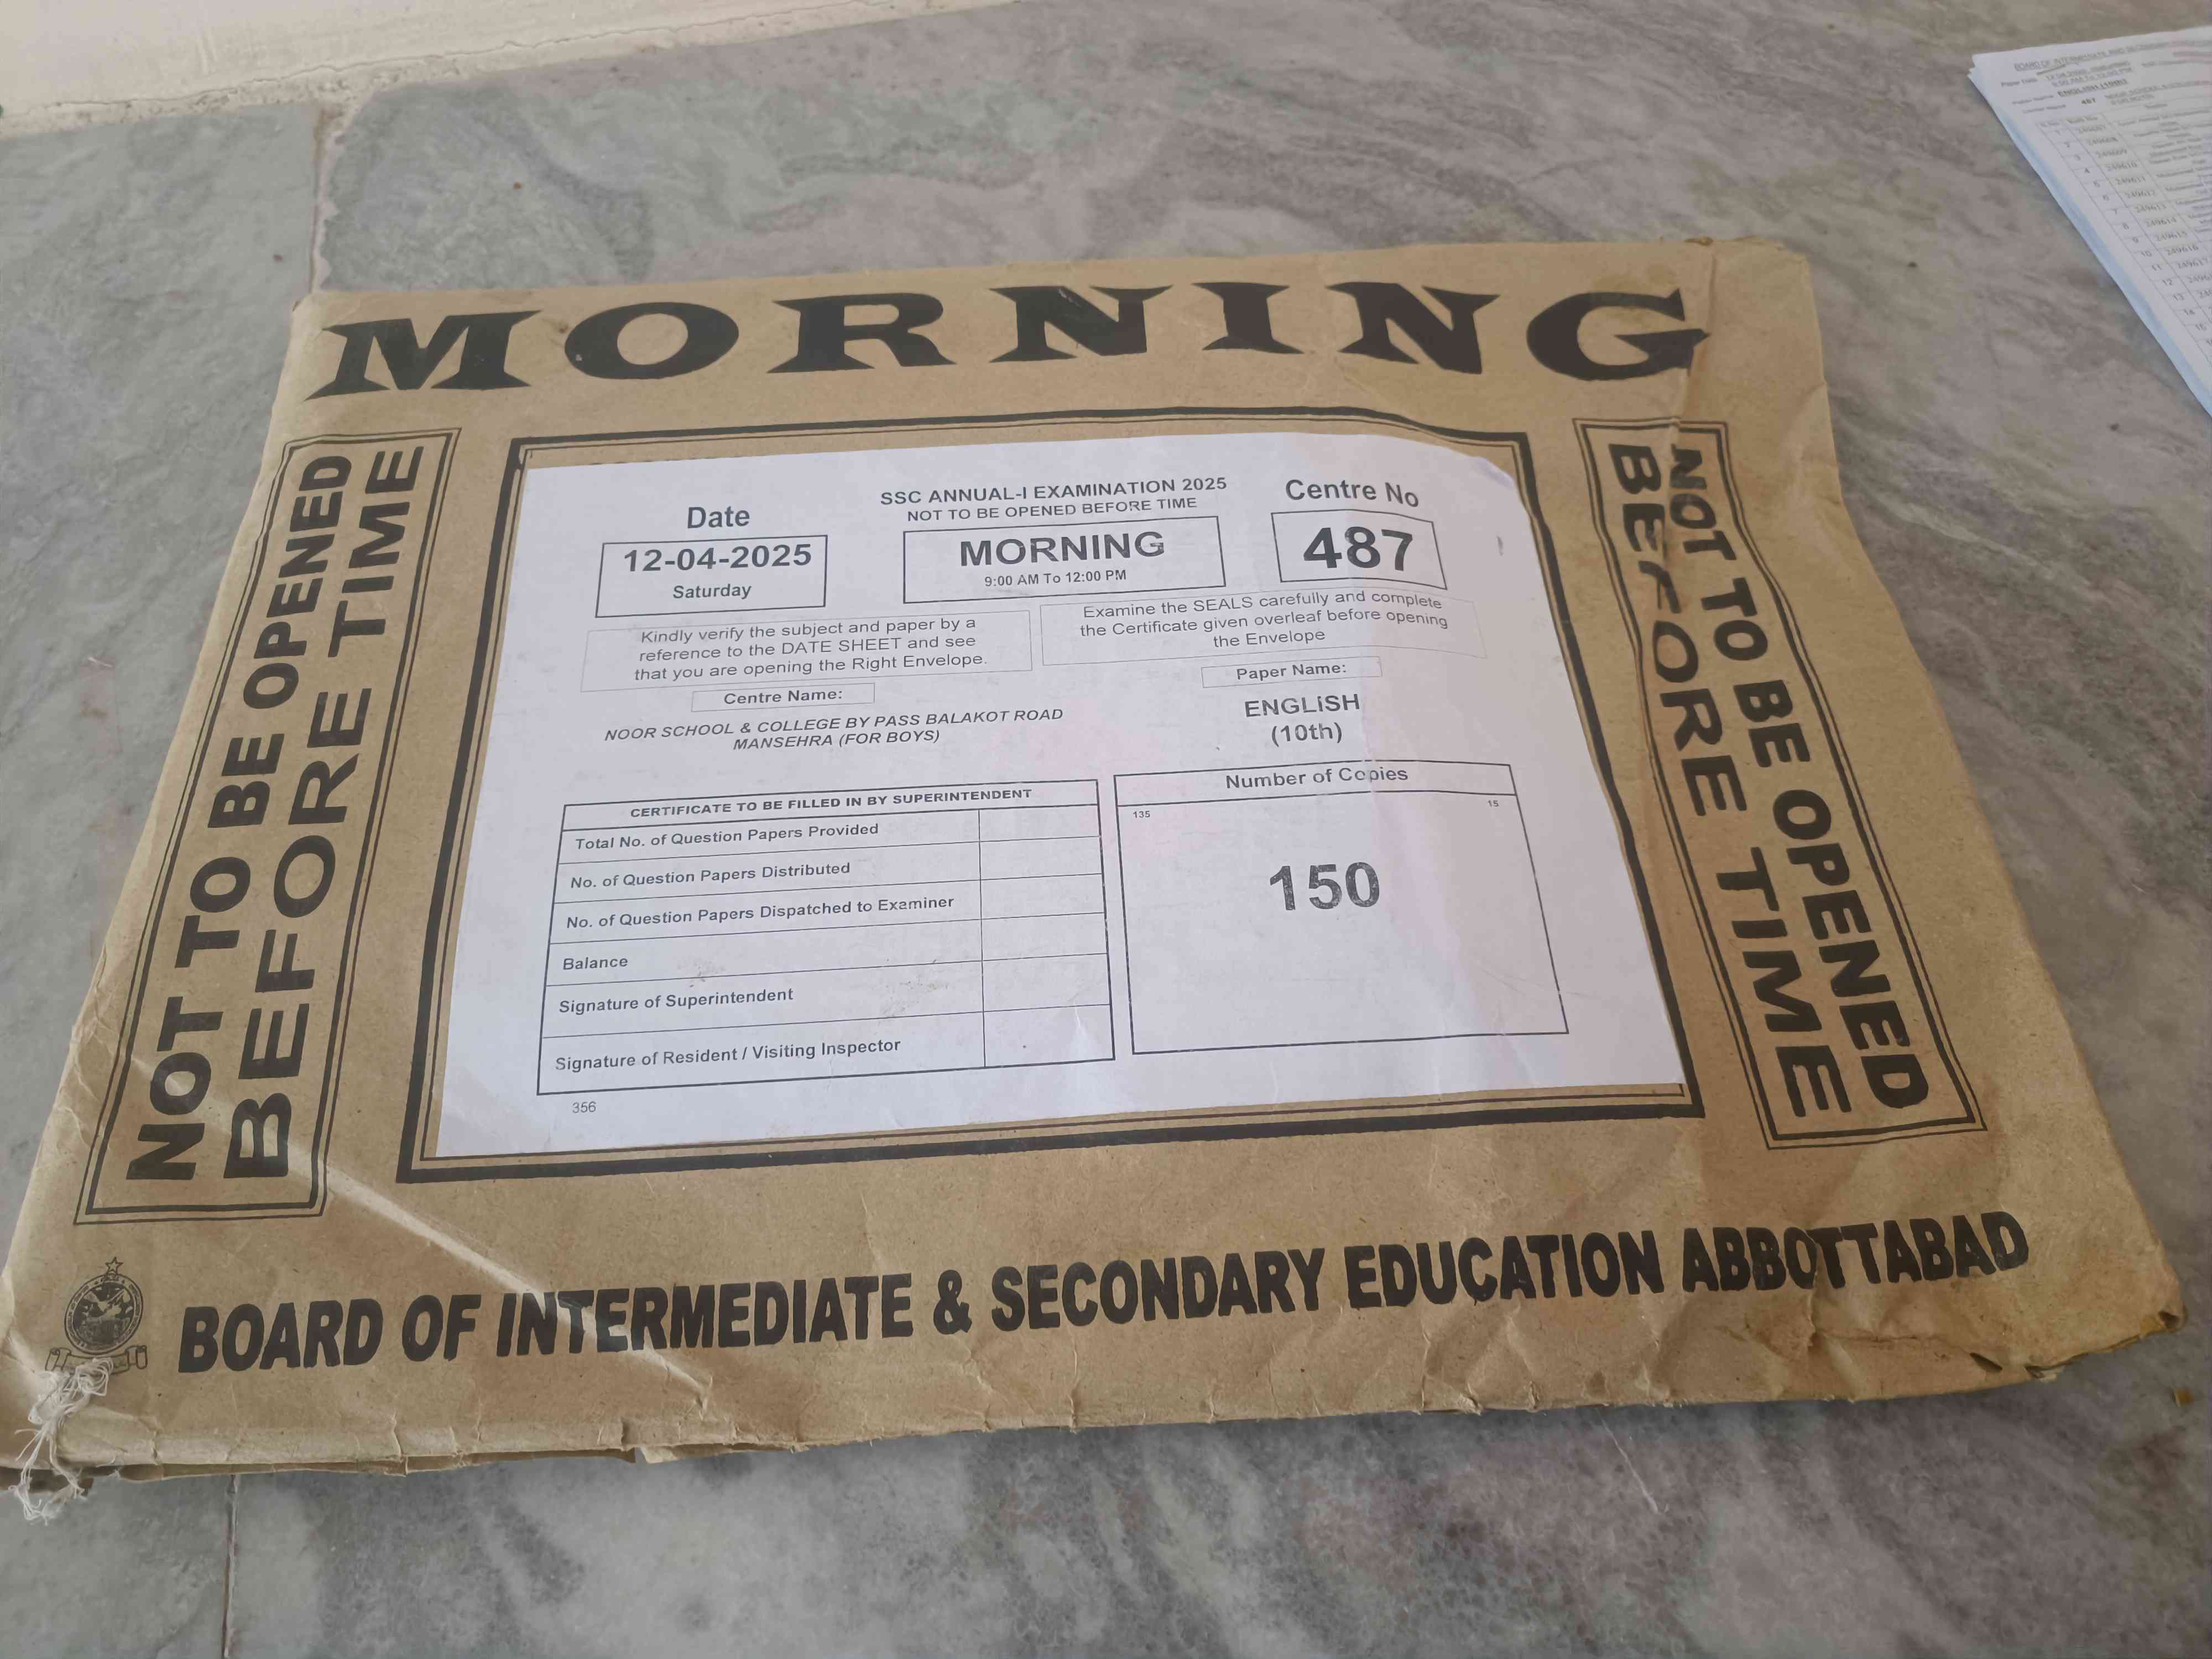 MORNING
NOT TO BE OPENED
BEFORE TIME
SSC ANNUAL-I EXAMINATION 2025
NOT TO BE OPENED BEFORE TIME
Date
12-04-2025
Saturday
MORNING
9:00 AM To 12:00 PM
Centre No
487
Kindly verify the subject and paper by a
reference to the DATE SHEET and see
that you are opening the Right Envelope.
Examine the SEALS carefully and complete
the Certificate given overleaf before opening
the Envelope
Centre Name:
NOOR SCHOOL & COLLEGE BY PASS BALAKOT ROAD
MANSEHRA (FOR BOYS)
Paper Name:
ENGLISH
(10th)
CERTIFICATE TO BE FILLED IN BY SUPERINTENDENT
Total No. of Question Papers Provided
No. of Question Papers Distributed
No. of Question Papers Dispatched to Examiner
Balance
Signature of Superintendent
Signature of Resident / Visiting Inspector
356
Number of Copies
135 15
150
NOT TO BE OPENED
BEFORE TIME
BOARD OF INTERMEDIATE & SECONDARY EDUCATION ABBOTTABAD